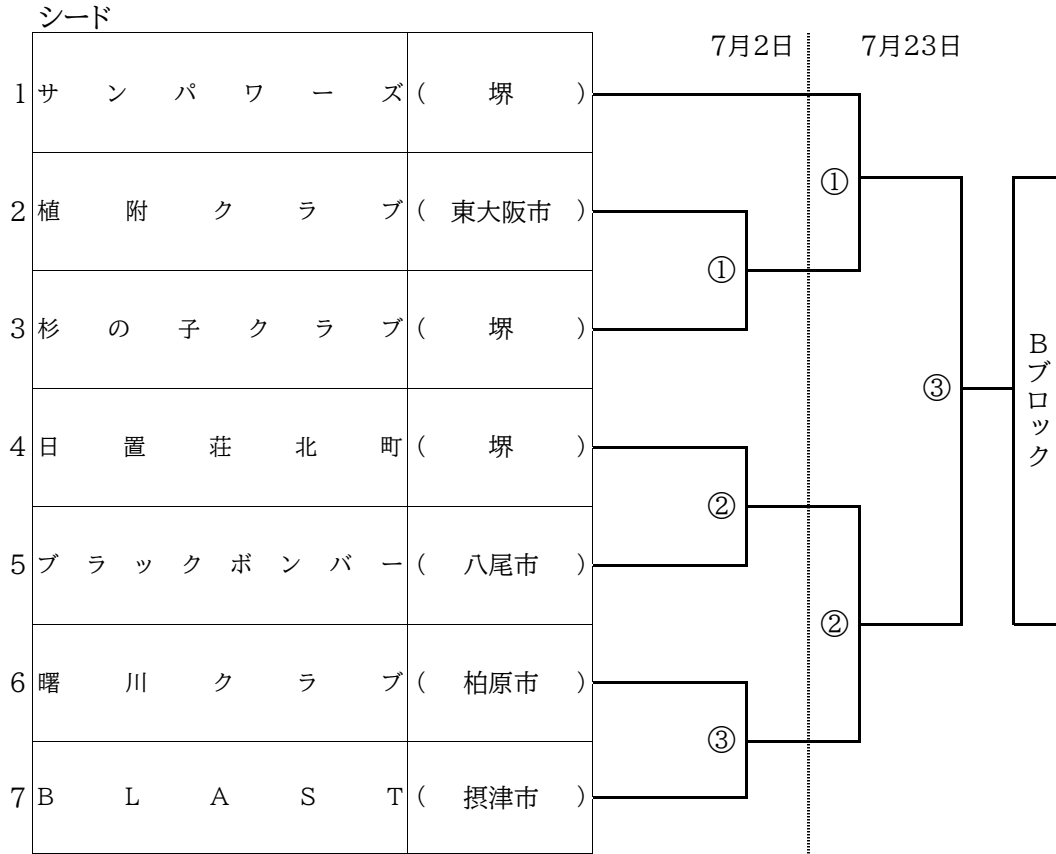 シード
7月2日 7月23日
1 サンパワーズ ( 堺 )
①
2 植附クラブ ( 東大阪市 )
①
3 杉の子クラブ ( 堺 )
Bブロック
③
4 日置荘北町 ( 堺 )
②
5 ブラックボンバー ( 八尾市 )
②
6 曙川クラブ ( 柏原市 )
③
7 BLAST ( 摂津市 )